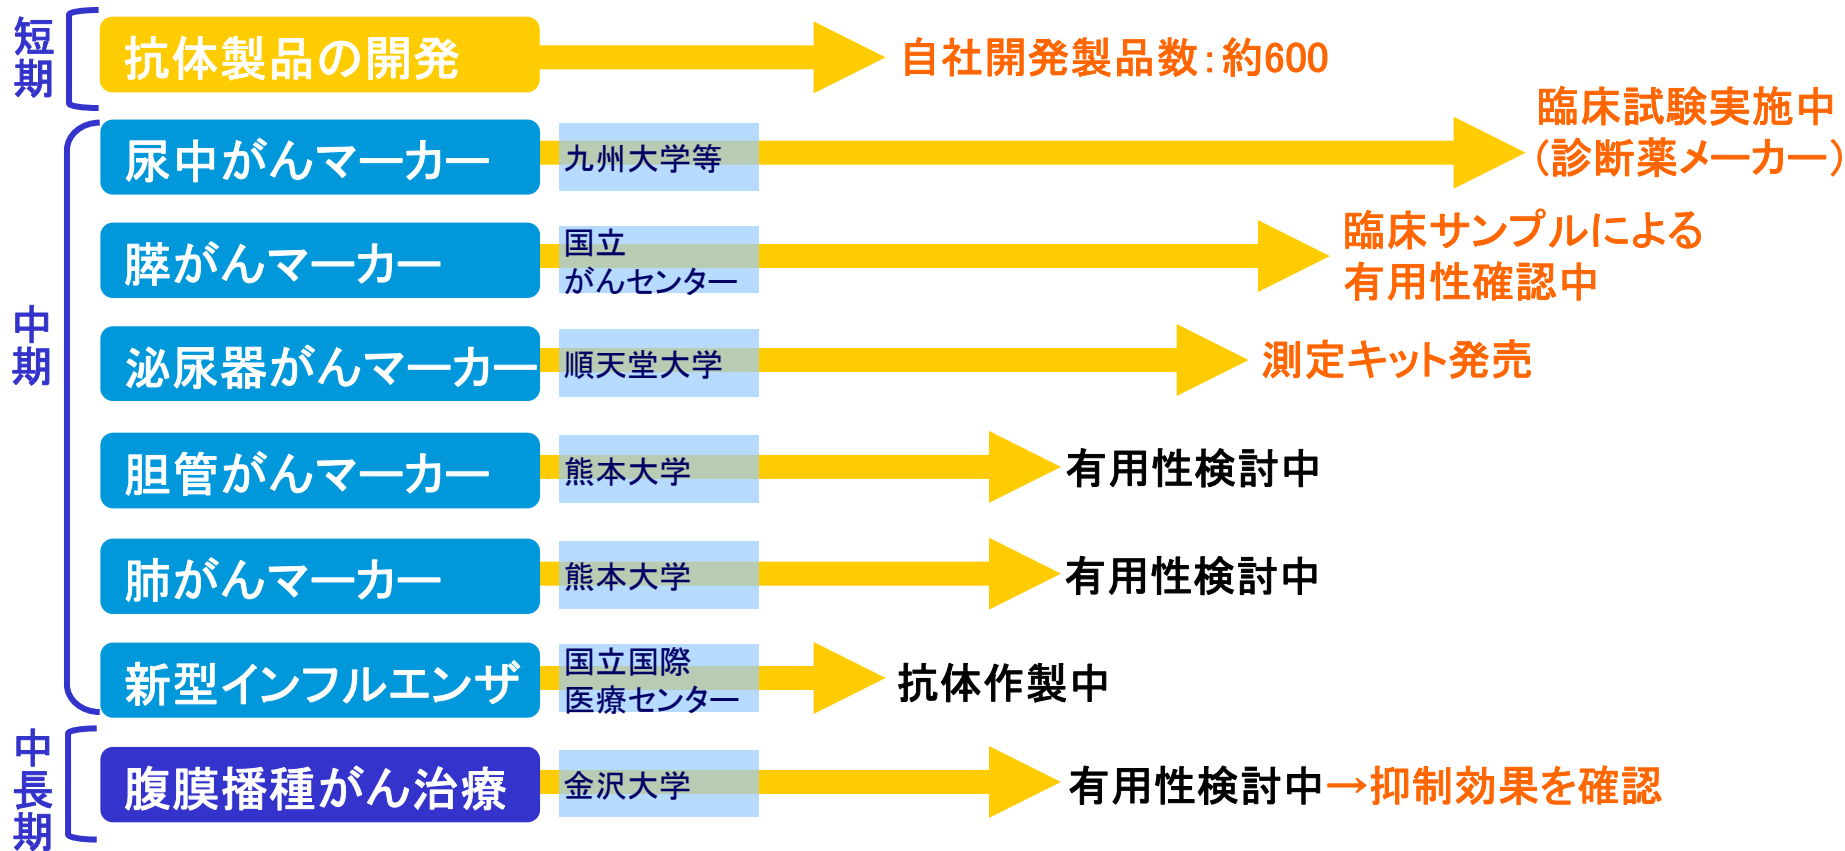 短期
抗体製品の開発
自社開発製品数：約600
中期
尿中がんマーカー
九州大学等
臨床試験実施中
（診断薬メーカー）
膵がんマーカー
国立
がんセンター
臨床サンプルによる
有用性確認中
泌尿器がんマーカー
順天堂大学
測定キット発売
胆管がんマーカー
熊本大学
有用性検討中
肺がんマーカー
熊本大学
有用性検討中
新型インフルエンザ
国立国際
医療センター
抗体作製中
中長期
腹膜播種がん治療
金沢大学
有用性検討中→抑制効果を確認